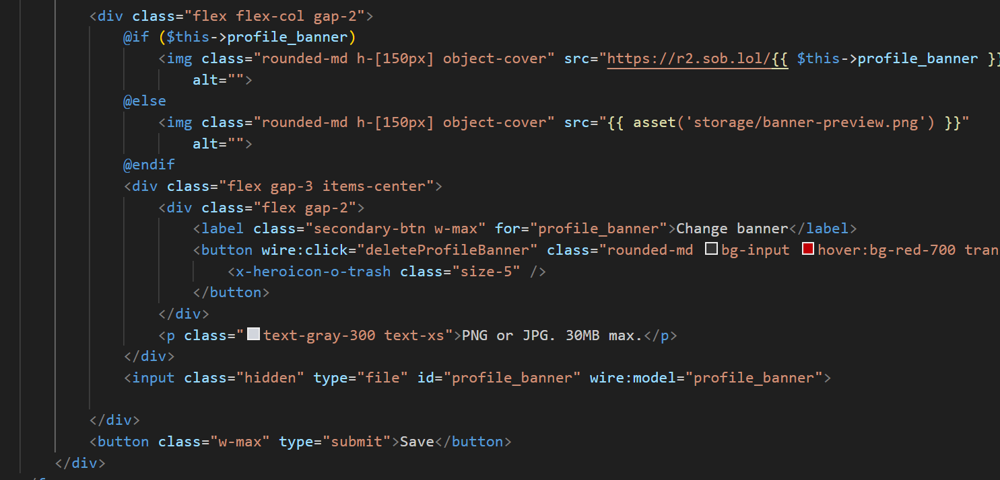 <div class="flex flex-col gap-2">
@if ($this->profile_banner)
<img class="rounded-md h-[150px] object-cover" src="https://r2.sob.lol/{{ $this->profile_banner }}
alt="">
@else
<img class="rounded-md h-[150px] object-cover" src="{{ asset('storage/banner-preview.png') }}"
alt="">
@endif
<div class="flex gap-3 items-center">
<div class="flex gap-2">
<label class="secondary-btn w-max" for="profile_banner">Change banner</label>
<button wire:click="deleteProfileBanner" class="rounded-md bg-input hover:bg-red-700 tran
<x-heroicon-o-trash class="size-5" />
</button>
</div>
<p class="text-gray-300 text-xs">PNG or JPG. 30MB max.</p>
</div>
<input class="hidden" type="file" id="profile_banner" wire:model="profile_banner">
</div>
<button class="w-max" type="submit">Save</button>
</div>